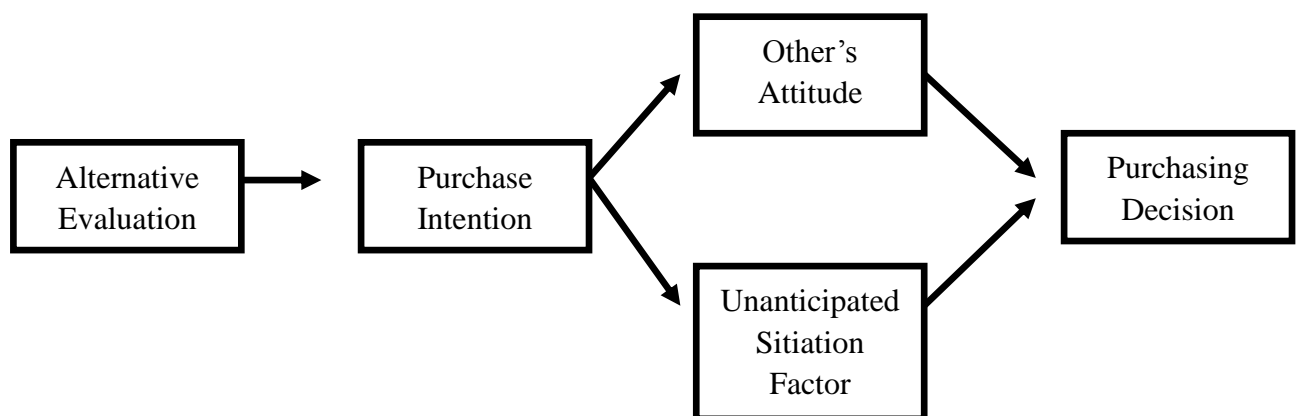 Alternative
Evaluation
Purchase
Intention
Other’s
Attitude
Unanticipated
Sitiation
Factor
Purchasing
Decision